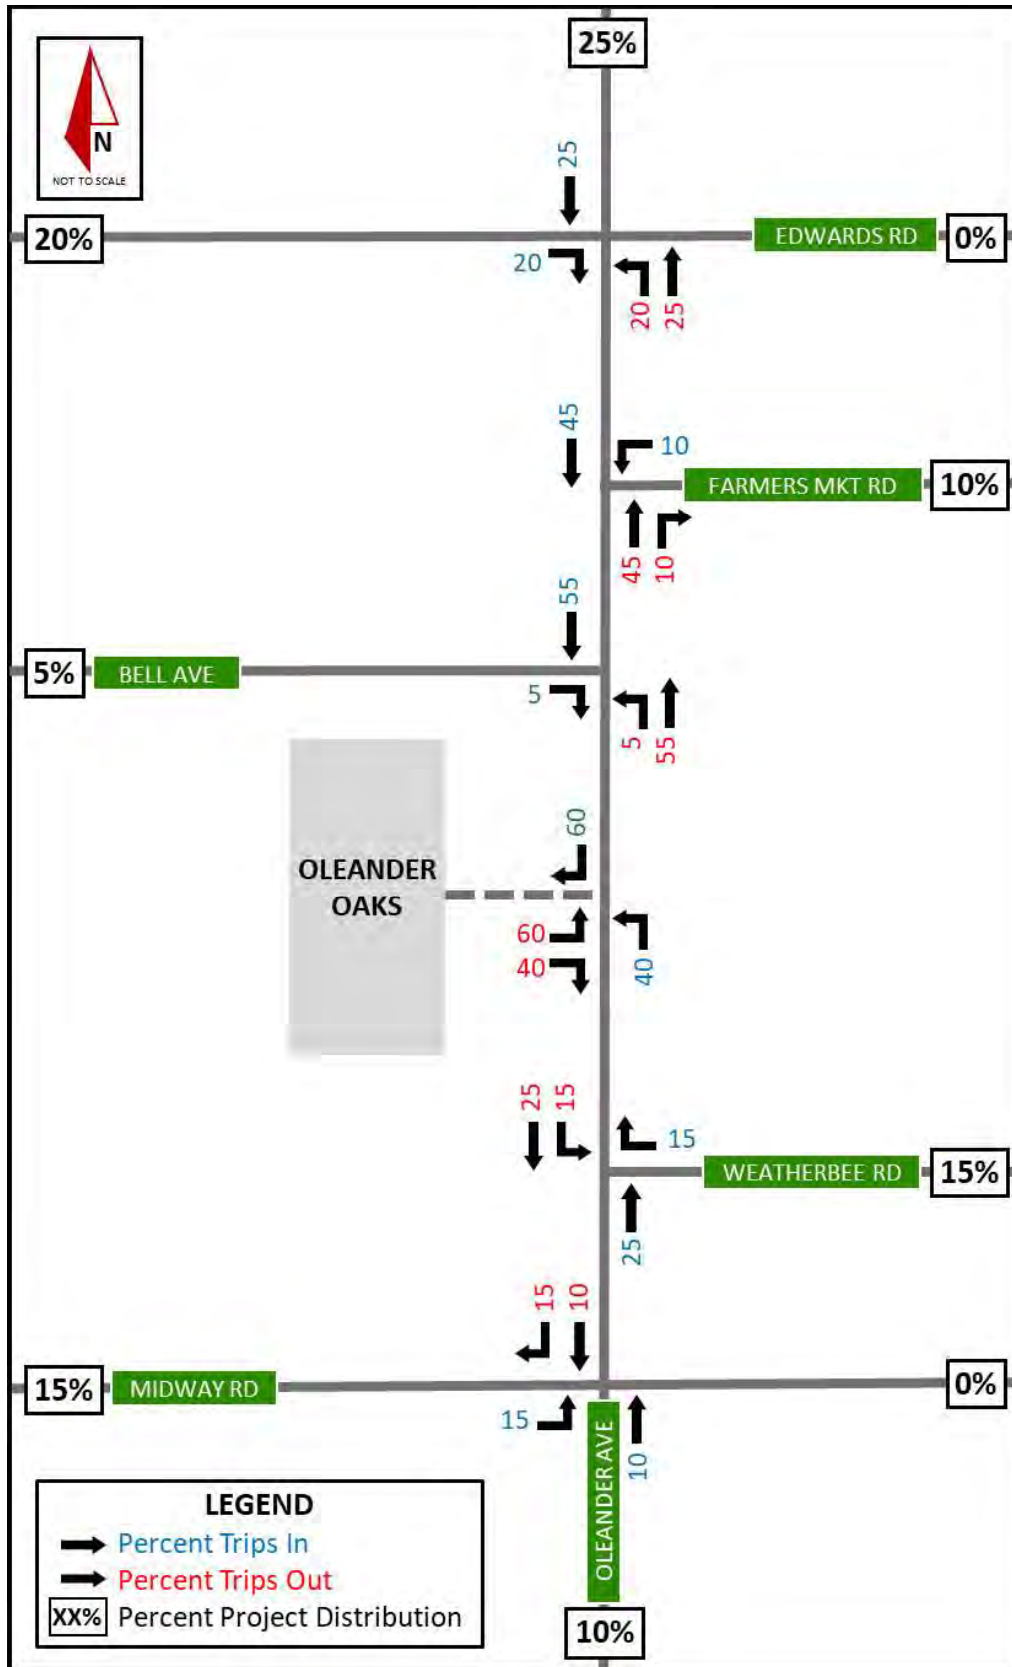 25%
N
NOT TO SCALE
25
20%
EDWARDS RD
0%
20
20
25
45
10
FARMERS MKT RD
10%
45
10
55
5%
BELL AVE
5
5
55
60
OLEANDER
OAKS
60
40
40
25
15
15
WEATHERBEE RD
15%
25
15
10
15%
MIDWAY RD
0%
15
10
OLEANDER AVE
LEGEND
Percent Trips In
Percent Trips Out
XX% Percent Project Distribution
10%